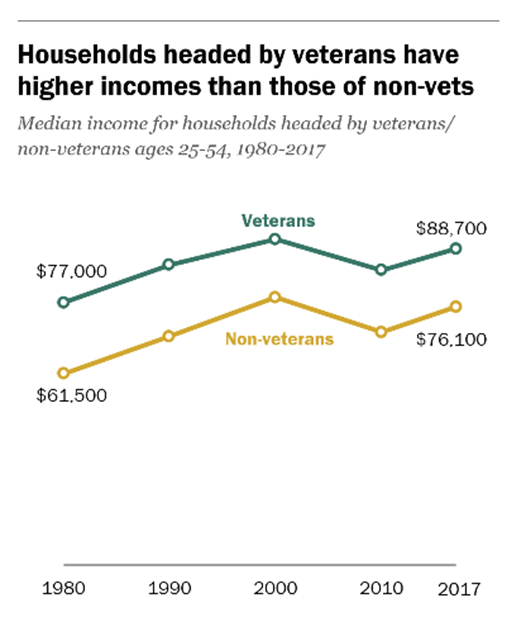 Households headed by veterans have
higher incomes than those of non-vets
Median income for households headed by veterans/
non-veterans ages 25-54, 1980-2017
Veterans
$88,700
$77,000
Non-veterans
$76,100
$61,500
1980 1990 2000 2010 2017